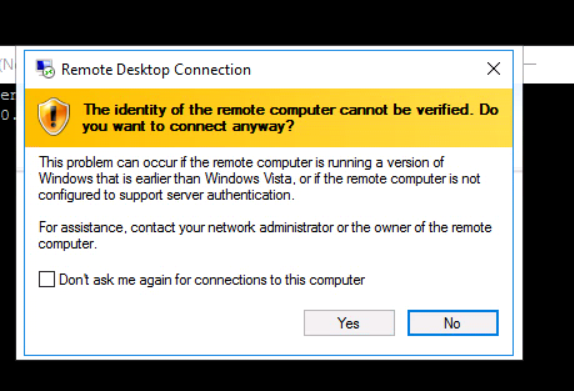 (N
Remote Desktop Connection
er
0.
The identity of the remote computer cannot be verified. Do
you want to connect anyway?
This problem can occur if the remote computer is running a version of
Windows that is earlier than Windows Vista, or if the remote computer is not
configured to support server authentication.
For assistance, contact your network administrator or the owner of the remote
computer.
Don't ask me again for connections to this computer
Yes
No